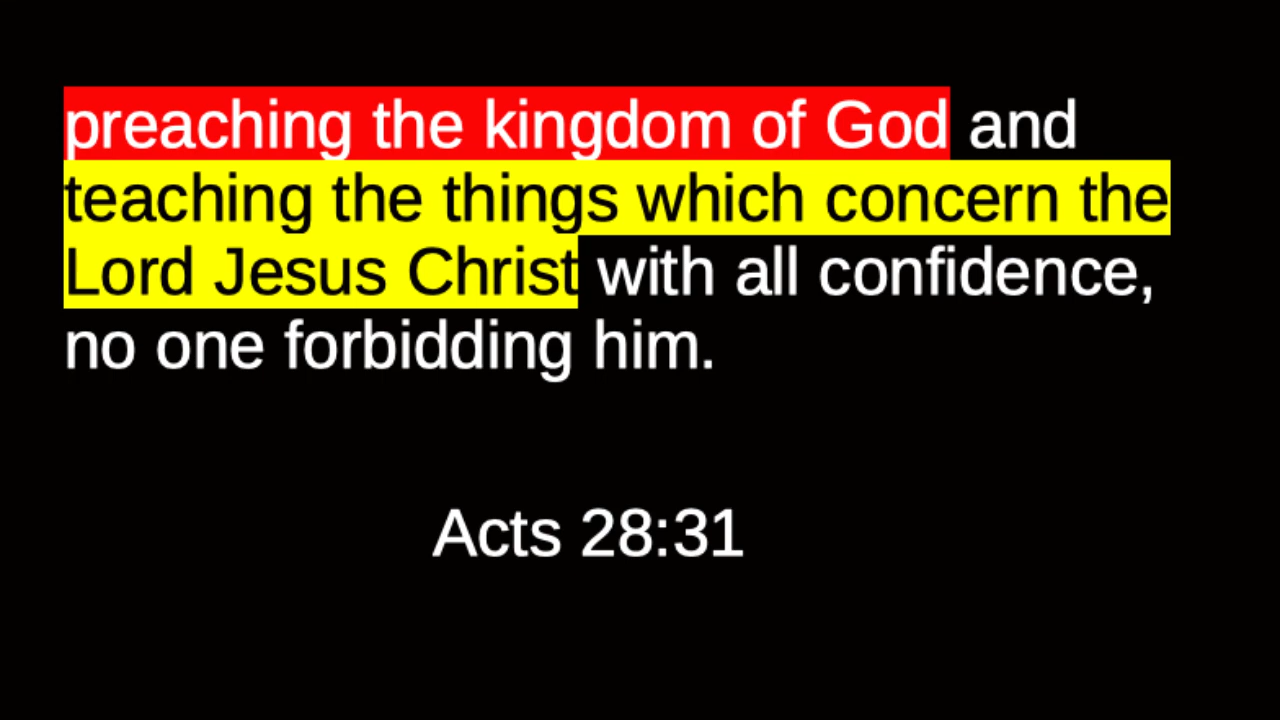 preaching the kingdom of God and
teaching the things which concern the
Lord Jesus Christ with all confidence,
no one forbidding him.
Acts 28:31